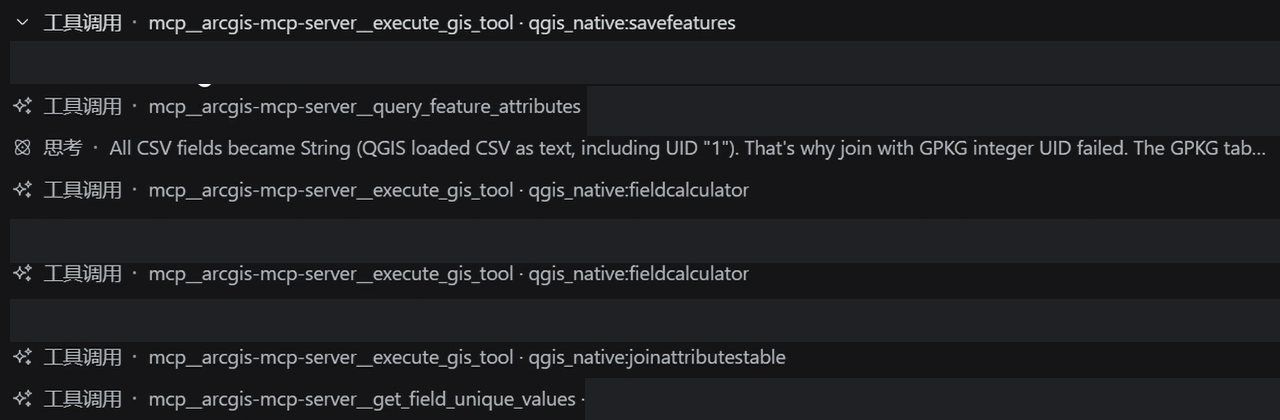 工具调用 · mcp__arcgis-mcp-server__execute_gis_tool · qgis_native:savefeatures
工具调用 · mcp__arcgis-mcp-server__query_feature_attributes
思考 · All CSV fields became String (QGIS loaded CSV as text, including UID "1"). That's why join with GPKG integer UID failed. The GPKG tab...
工具调用 · mcp__arcgis-mcp-server__execute_gis_tool · qgis_native:fieldcalculator
工具调用 · mcp__arcgis-mcp-server__execute_gis_tool · qgis_native:fieldcalculator
工具调用 · mcp__arcgis-mcp-server__execute_gis_tool · qgis_native:joinattributestable
工具调用 · mcp__arcgis-mcp-server__get_field_unique_values ·